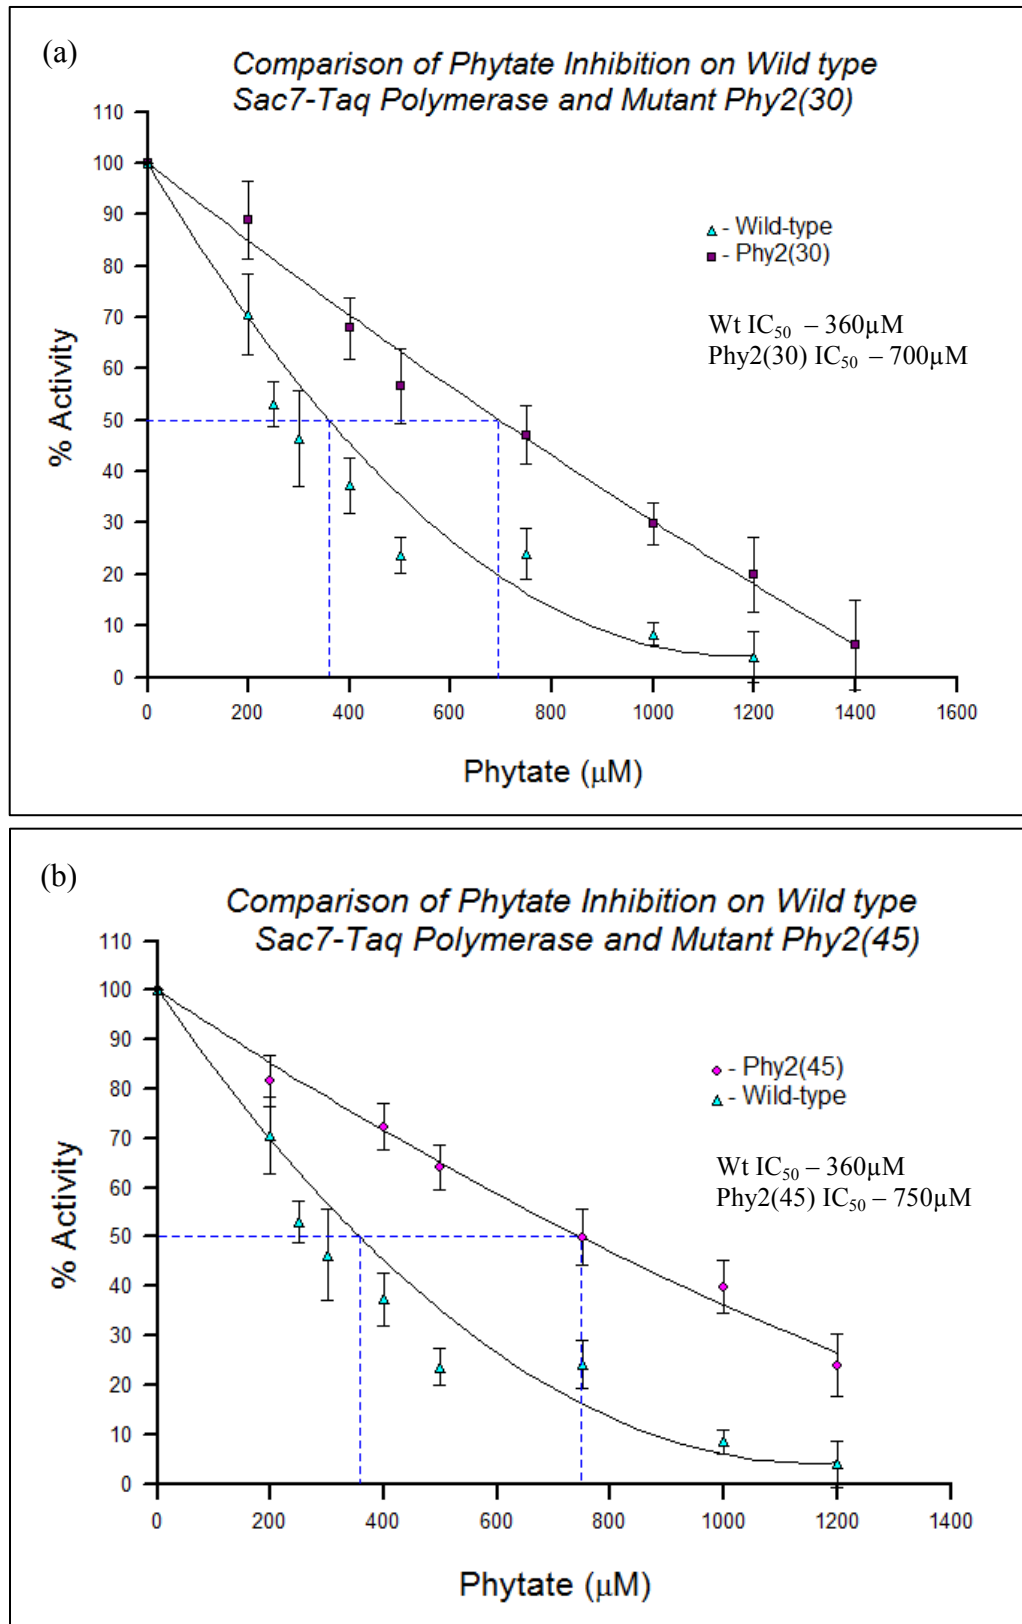 (a)
Comparison of Phytate Inhibition on Wild type
Sac7-Taq Polymerase and Mutant Phy2(30)
110
100
90
80
70
60
50
40
30
20
10
0
% Activity
- Wild-type
- Phy2(30)
Wt IC50 – 360µM
Phy2(30) IC50 – 700µM
0 200 400 600 800 1000 1200 1400 1600
Phytate (µM)
(b)
Comparison of Phytate Inhibition on Wild type
Sac7-Taq Polymerase and Mutant Phy2(45)
110
100
90
80
70
60
50
40
30
20
10
0
% Activity
- Phy2(45)
- Wild-type
Wt IC50 – 360µM
Phy2(45) IC50 – 750µM
0 200 400 600 800 1000 1200 1400
Phytate (µM)